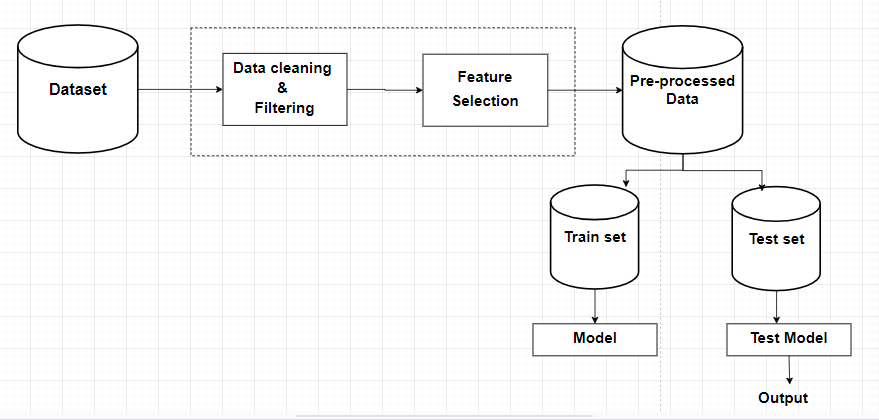 Dataset
Data cleaning
&
Filtering
Feature
Selection
Pre-processed
Data
Train set
Test set
Model
Test Model
Output